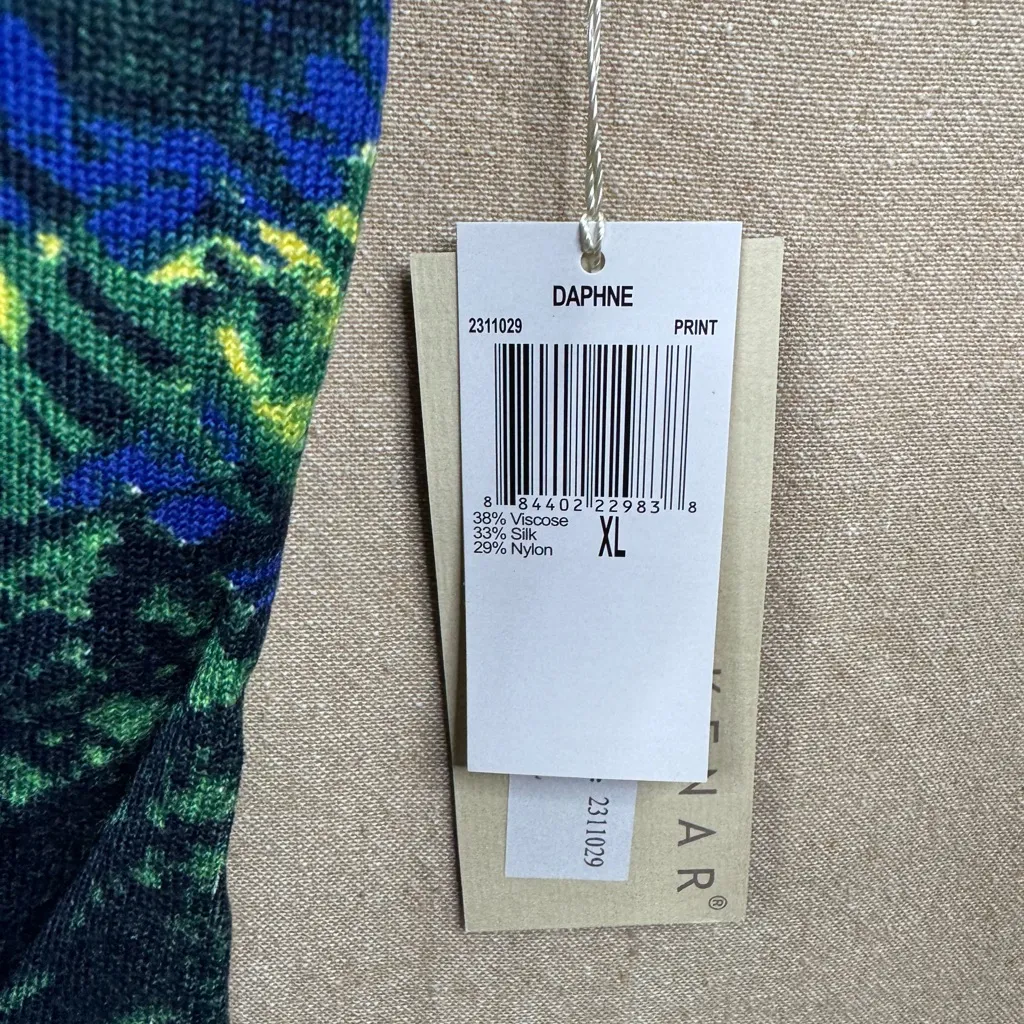 DAPHNE
2311029 PRINT
8 84402 22983 8
38% Viscose
33% Silk
29% Nylon
XL
2311029
KENAR®